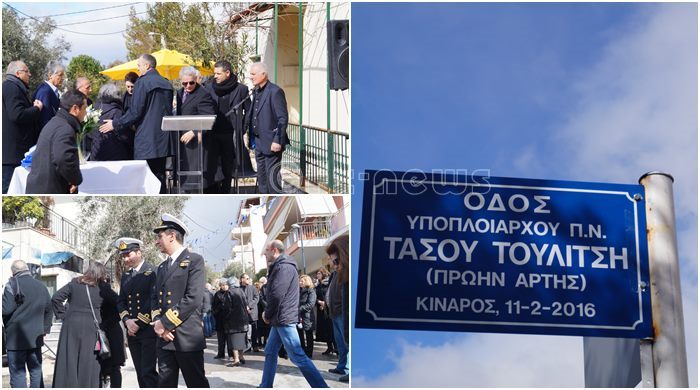 ΟΔΟΣ
ΥΠΟΠΛΟΙΑΡΧΟΥ Π.Ν.
ΤΑΣΟΥ ΤΟΥΛΙΤΣΗ
(ΠΡΩΗΝ ΑΡΤΗΣ)
ΚΙΝΑΡΟΣ, 11-2-2016